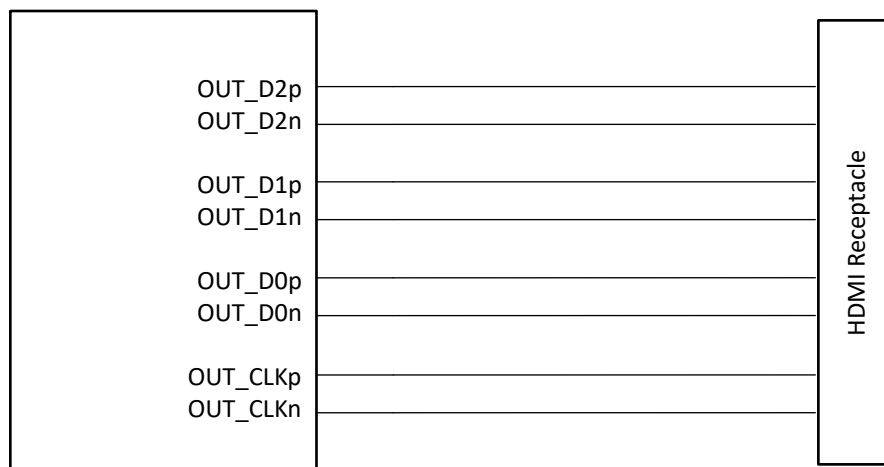 OUT_D2p
OUT_D2n
OUT_D1p
OUT_D1n
OUT_D0p
OUT_D0n
OUT_CLKp
OUT_CLKn
HDMI Receptacle